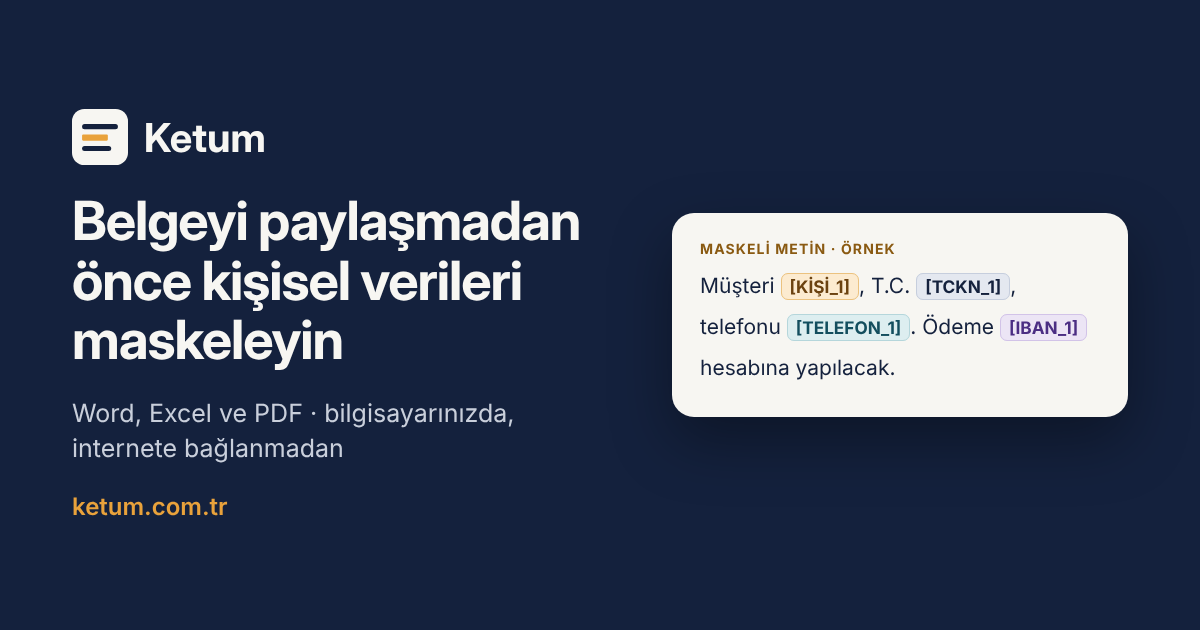 Ketum
Belgeyi paylaşmadan
önce kişisel verileri
maskeleyin
Word, Excel ve PDF · bilgisayarınızda,
internete bağlanmadan
ketum.com.tr
MASKELİ METİN · ÖRNEK
Müşteri [KİŞİ_1], T.C. [TCKN_1],
telefonu [TELEFON_1]. Ödeme [IBAN_1]
hesabına yapılacak.